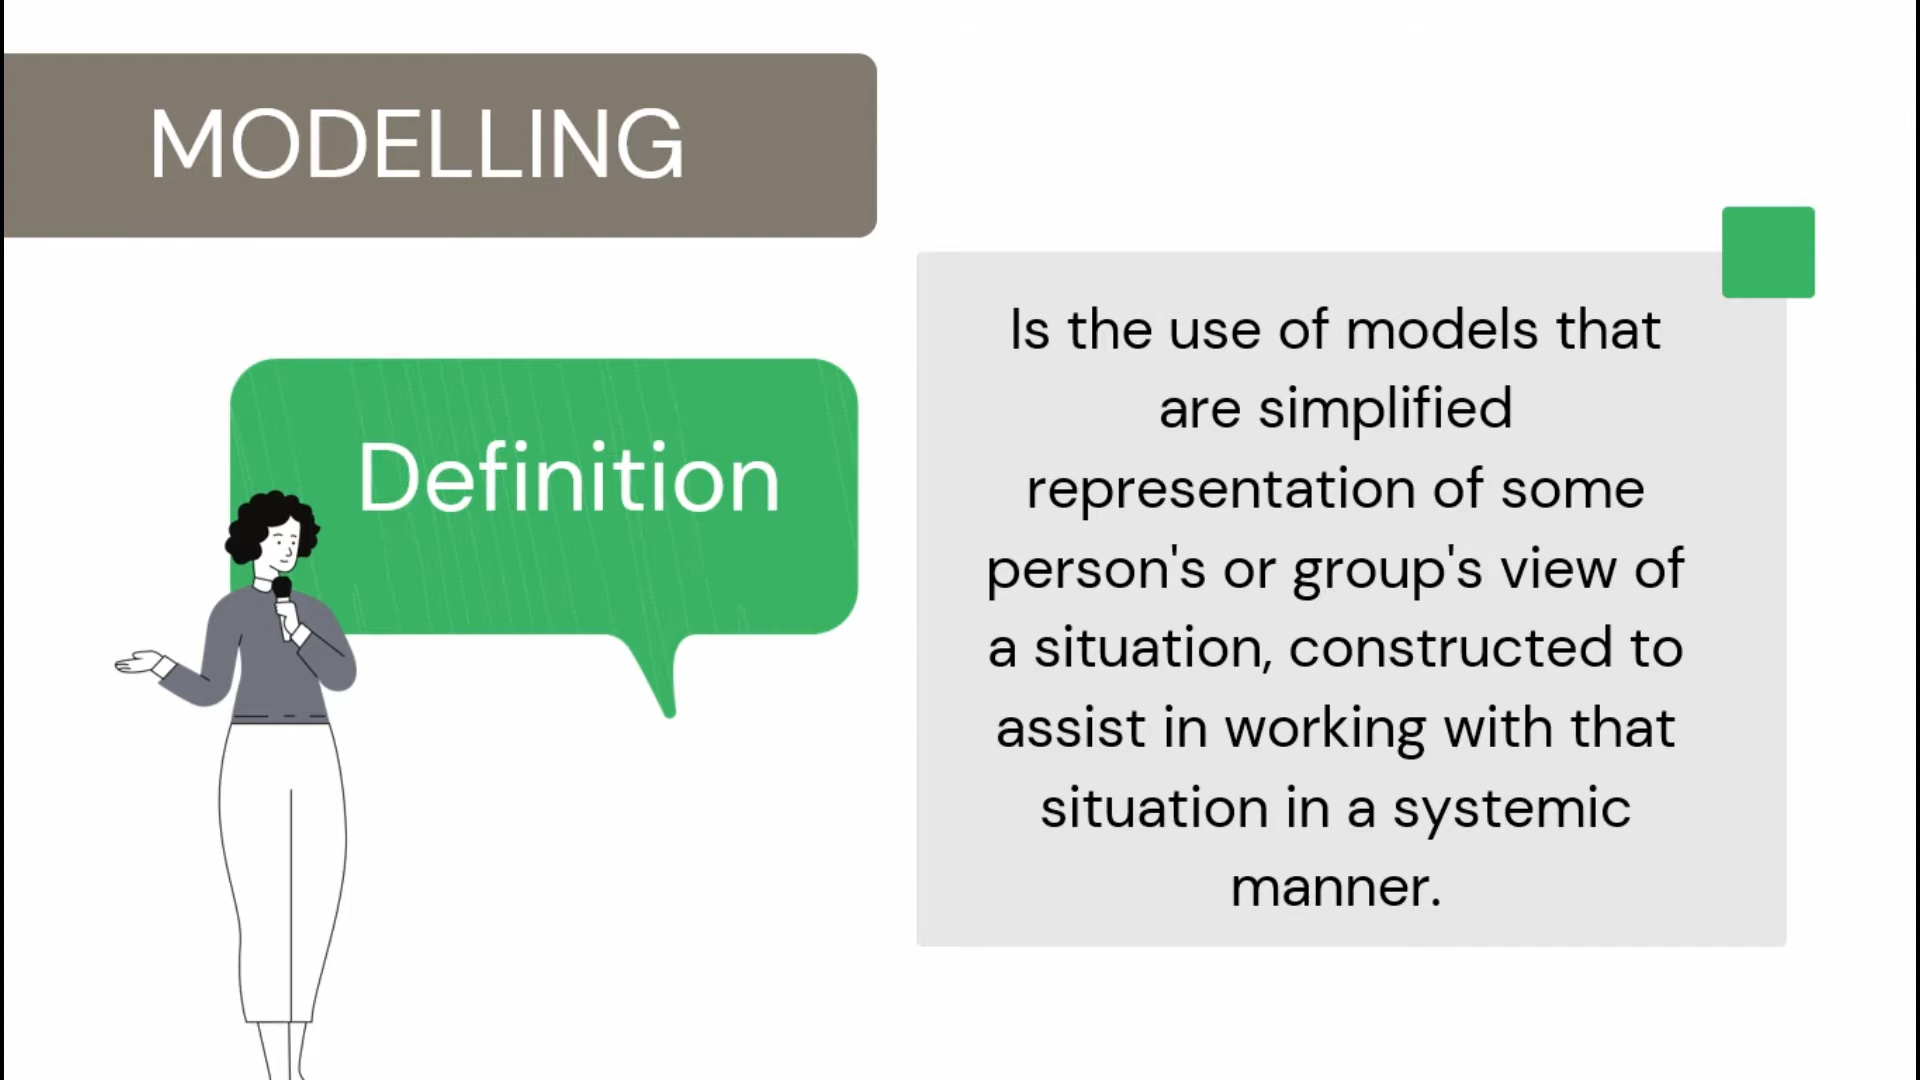 MODELLING
Definition
Is the use of models that
are simplified
representation of some
person's or group's view of
a situation, constructed to
assist in working with that
situation in a systemic
manner.